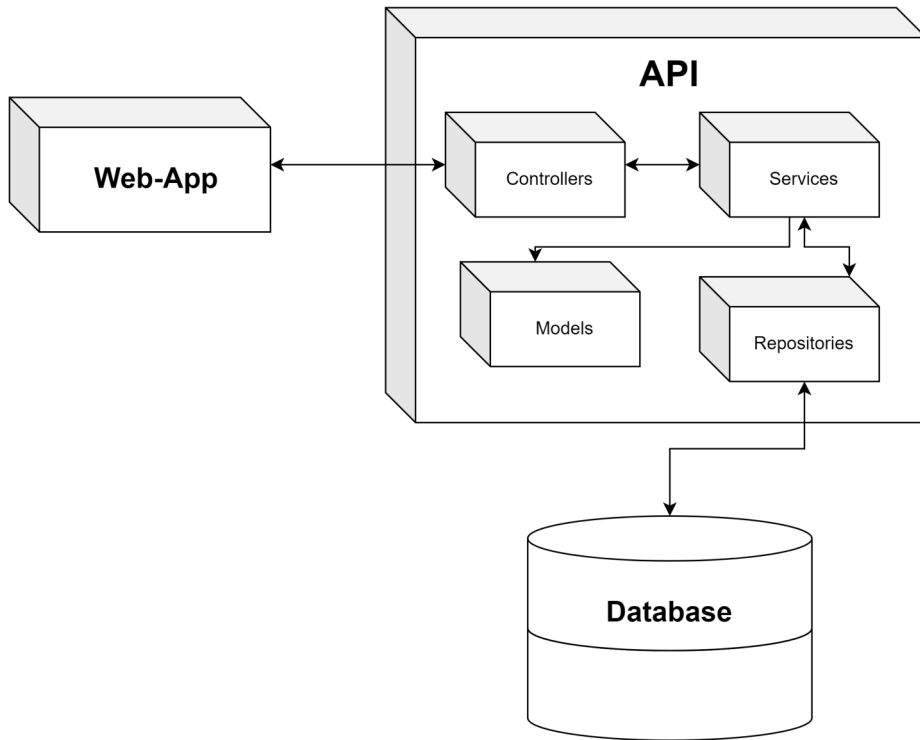 API
Web-App
Controllers
Services
Models
Repositories
Database